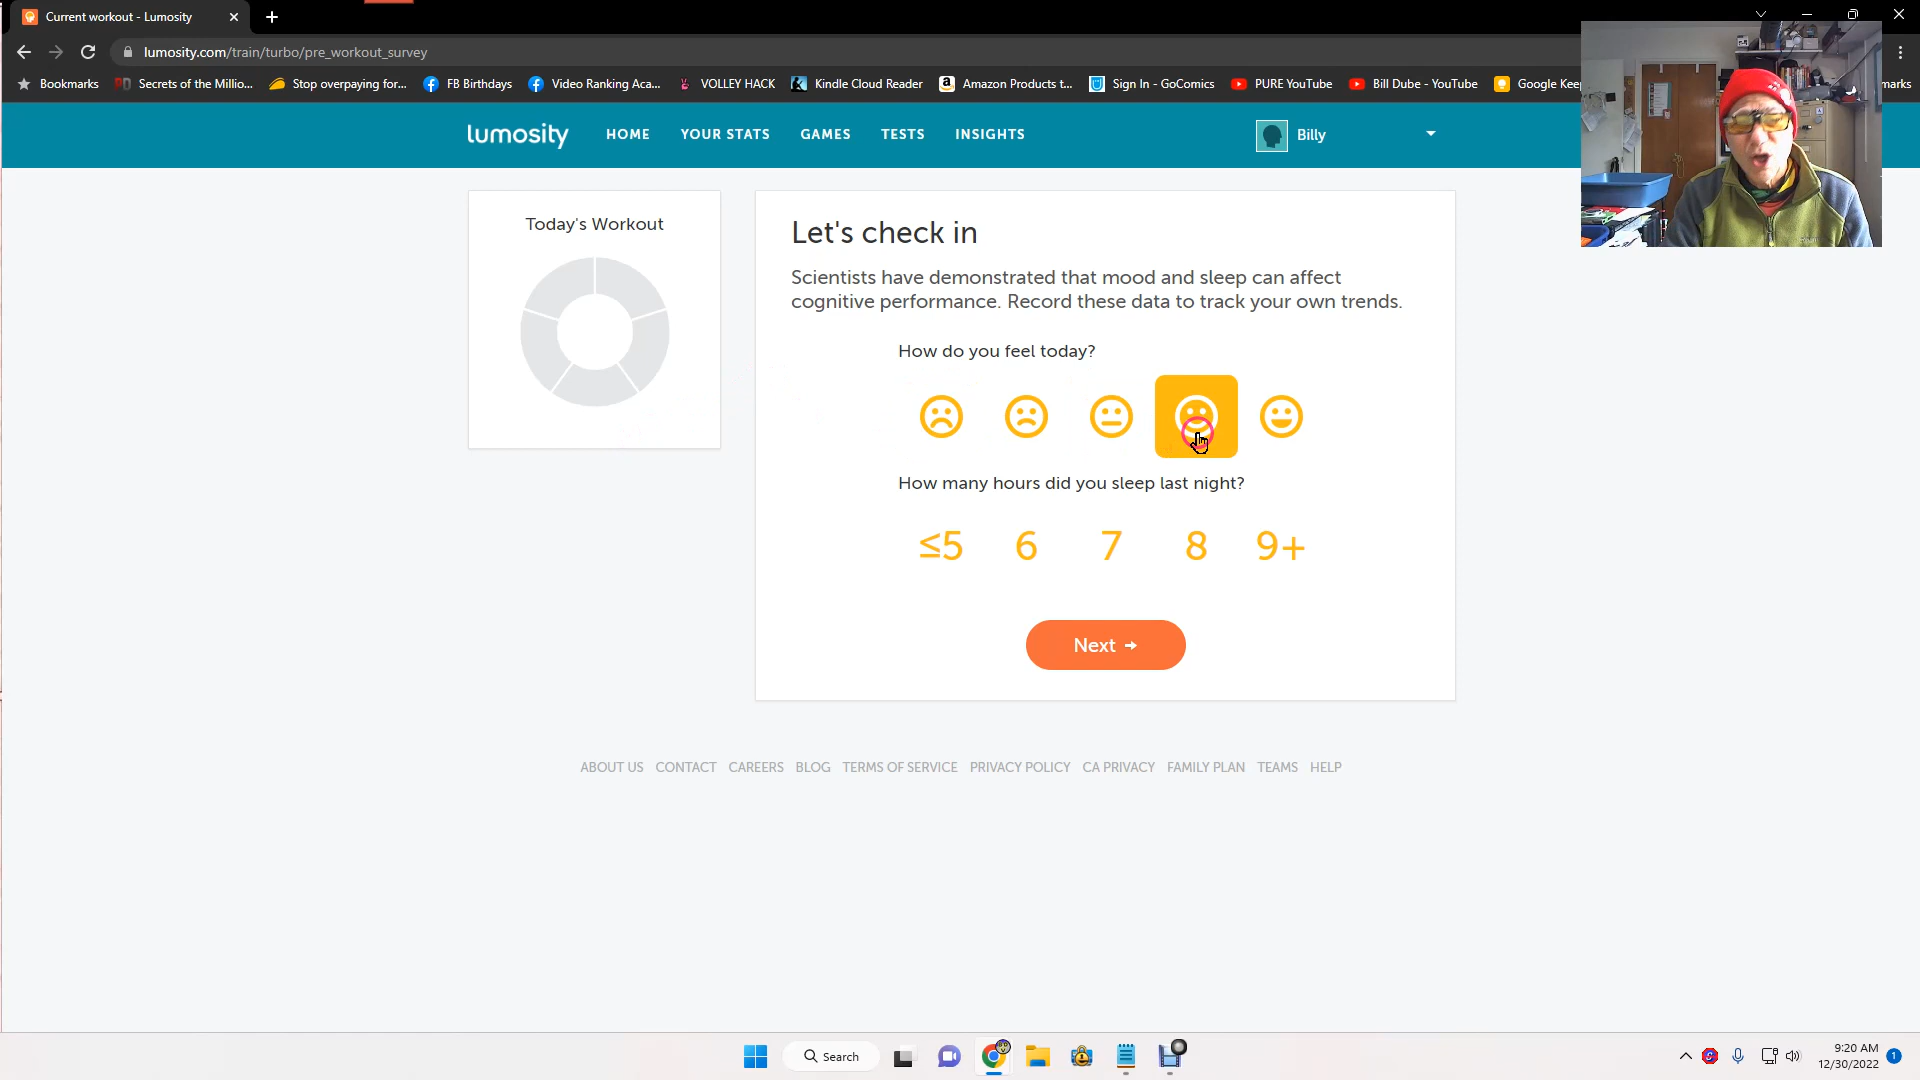 Current workout - Lumosity
lumosity.com/train/turbo/pre_workout_survey
Bookmarks
Secrets of the Millio...
Stop overpaying for...
FB Birthdays
Video Ranking Aca...
VOLLEY HACK
Kindle Cloud Reader
Amazon Products t...
Sign In - GoComics
PURE YouTube
Bill Dube - YouTube
Google Keep
marks
lumosity
HOME
YOUR STATS
GAMES
TESTS
INSIGHTS
Billy
Today's Workout
Let's check in
Scientists have demonstrated that mood and sleep can affect
cognitive performance. Record these data to track your own trends.
How do you feel today?
How many hours did you sleep last night?
≤5 6 7 8 9+
Next →
ABOUT US CONTACT CAREERS BLOG TERMS OF SERVICE PRIVACY POLICY CA PRIVACY FAMILY PLAN TEAMS HELP
Search
9:20 AM
12/30/2022
1